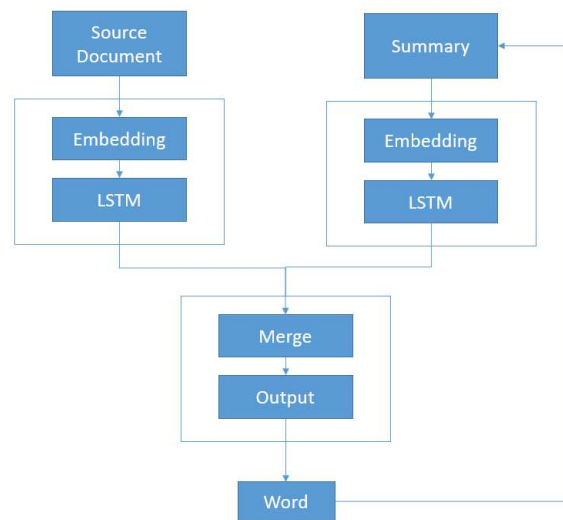 Source
Document
Embedding
LSTM
Summary
Embedding
LSTM
Merge
Output
Word